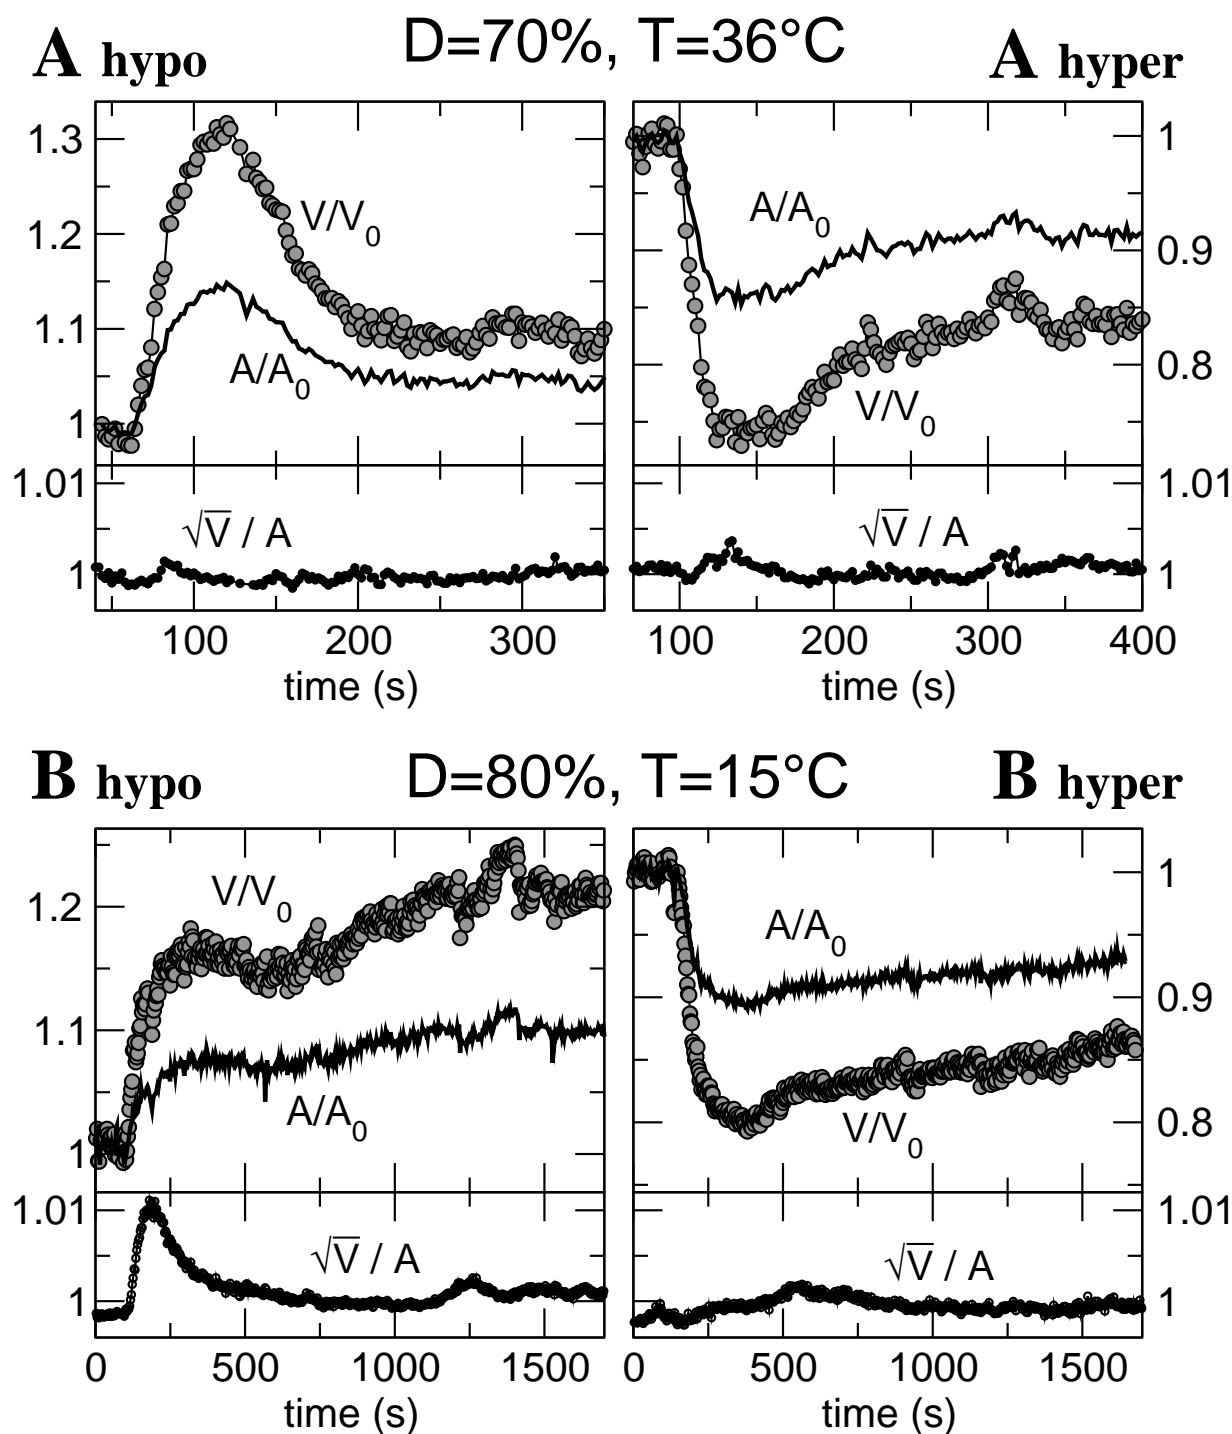 A hypo
D=70%, T=36°C
A hyper
1.3
1.2
1.1
1
V/V0
A/A0
1
0.9
0.8
A/A0
V/V0
1.01
1
√V / A
√V / A
1.01
1
100 200 300
100 200 300 400
time (s)
time (s)
B hypo
D=80%, T=15°C
B hyper
1.2
1.1
1
V/V0
A/A0
1
0.9
0.8
A/A0
V/V0
1.01
1
√V / A
√V / A
1.01
1
0 500 1000 1500
0 500 1000 1500
time (s)
time (s)